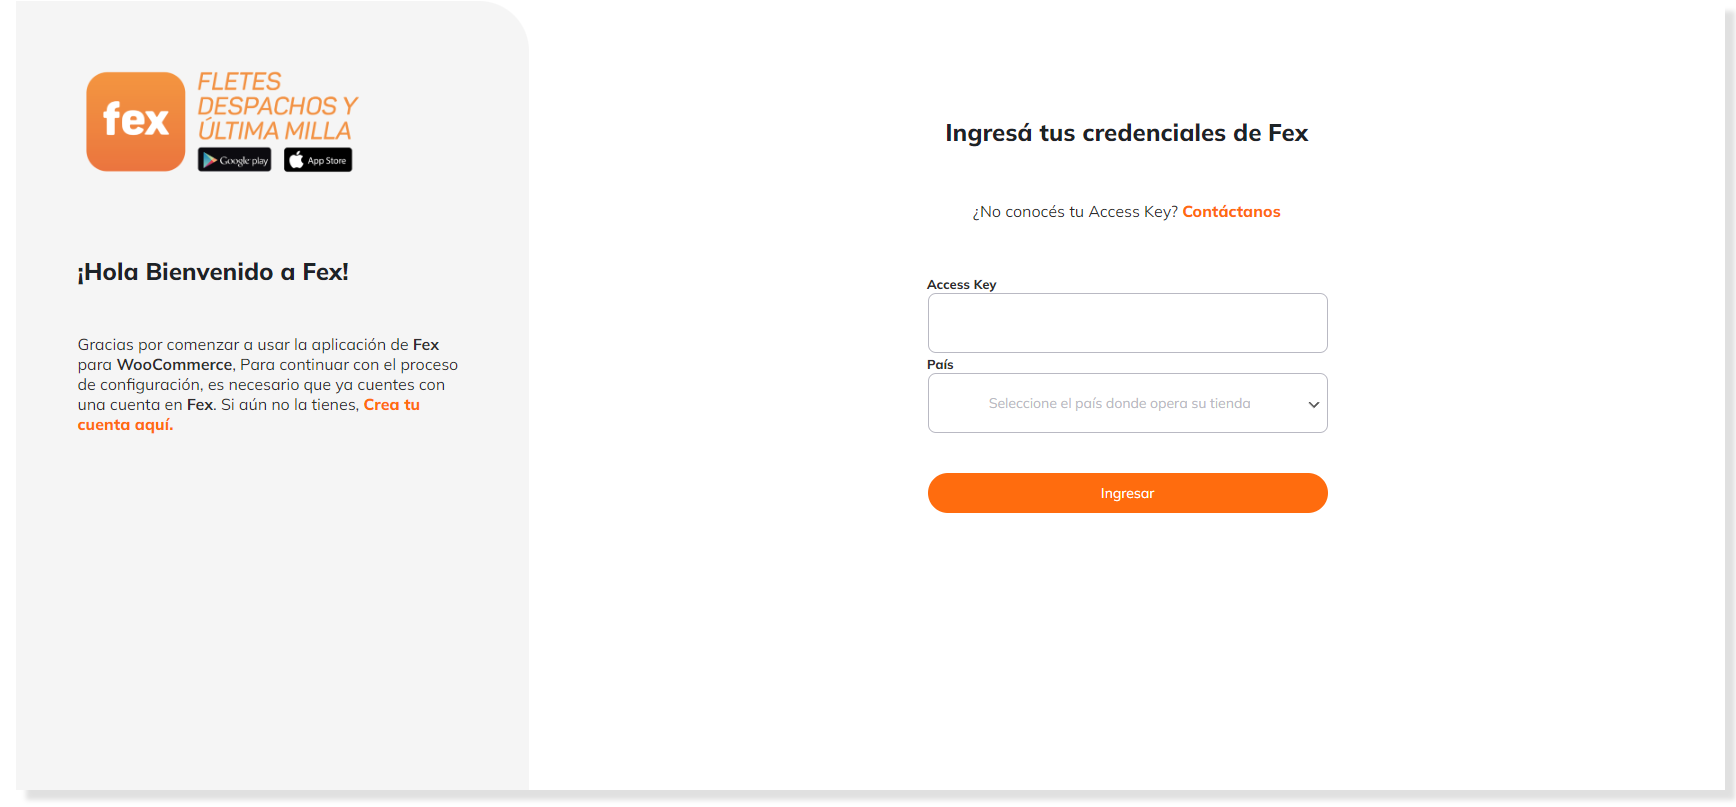 fex
FLETES
DESPACHOS Y
ÚLTIMA MILLA
Google play
App Store
¡Hola Bienvenido a Fex!
Gracias por comenzar a usar la aplicación de Fex
para WooCommerce, Para continuar con el proceso
de configuración, es necesario que ya cuentes con
una cuenta en Fex. Si aún no la tienes, Crea tu
cuenta aquí.
Ingresá tus credenciales de Fex
¿No conocés tu Access Key? Contáctanos
Access Key
País
Seleccione el país donde opera su tienda
Ingresar